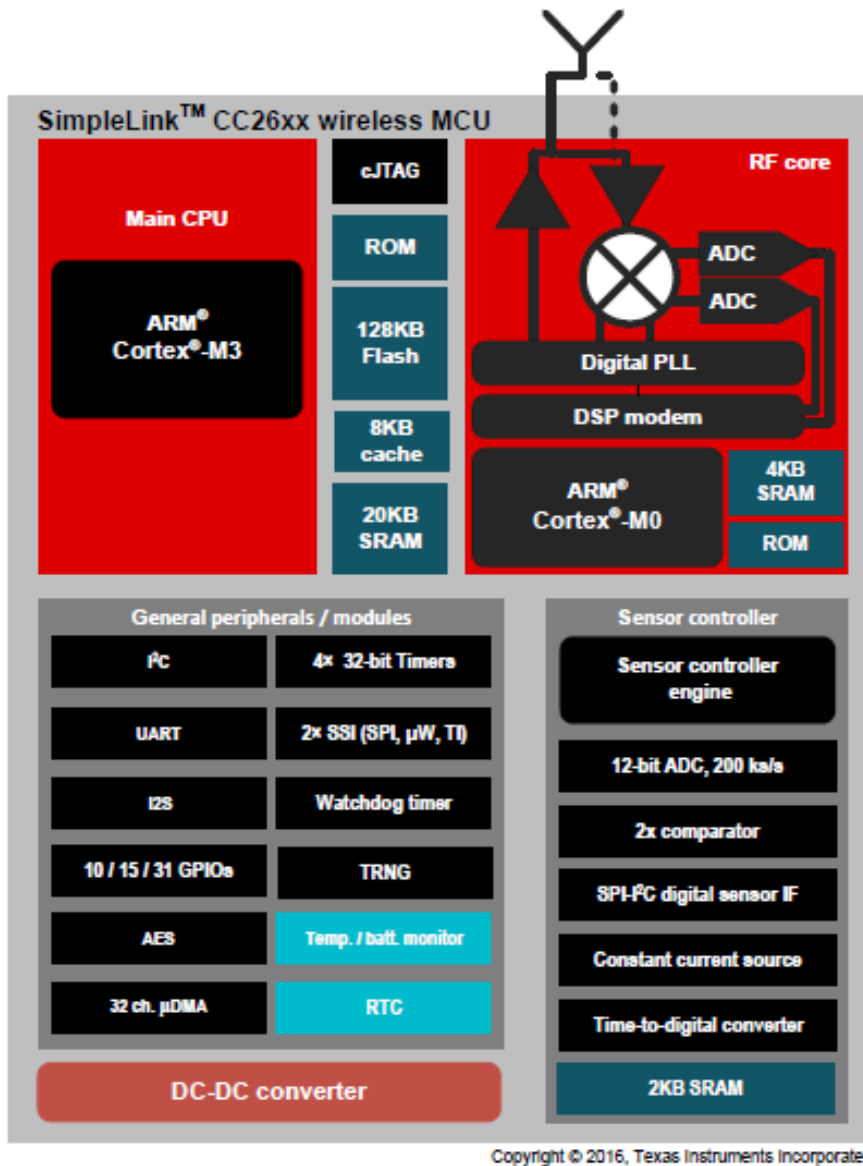 SimpleLink™ CC26xx wireless MCU
Main CPU
ARM®
Cortex®-M3
cJTAG
ROM
128KB
Flash
8KB
cache
20KB
SRAM
RF core
ADC
ADC
Digital PLL
DSP modem
ARM®
Cortex®-M0
4KB
SRAM
ROM
General peripherals / modules
I²C
4× 32-bit Timers
UART
2× SSI (SPI, µW, TI)
I2S
Watchdog timer
10 / 15 / 31 GPIOs
TRNG
AES
Temp. / batt. monitor
32 ch. µDMA
RTC
Sensor controller
Sensor controller
engine
12-bit ADC, 200 ks/s
2x comparator
SPI-I²C digital sensor IF
Constant current source
Time-to-digital converter
2KB SRAM
DC-DC converter
Copyright © 2016, Texas Instruments Incorporate